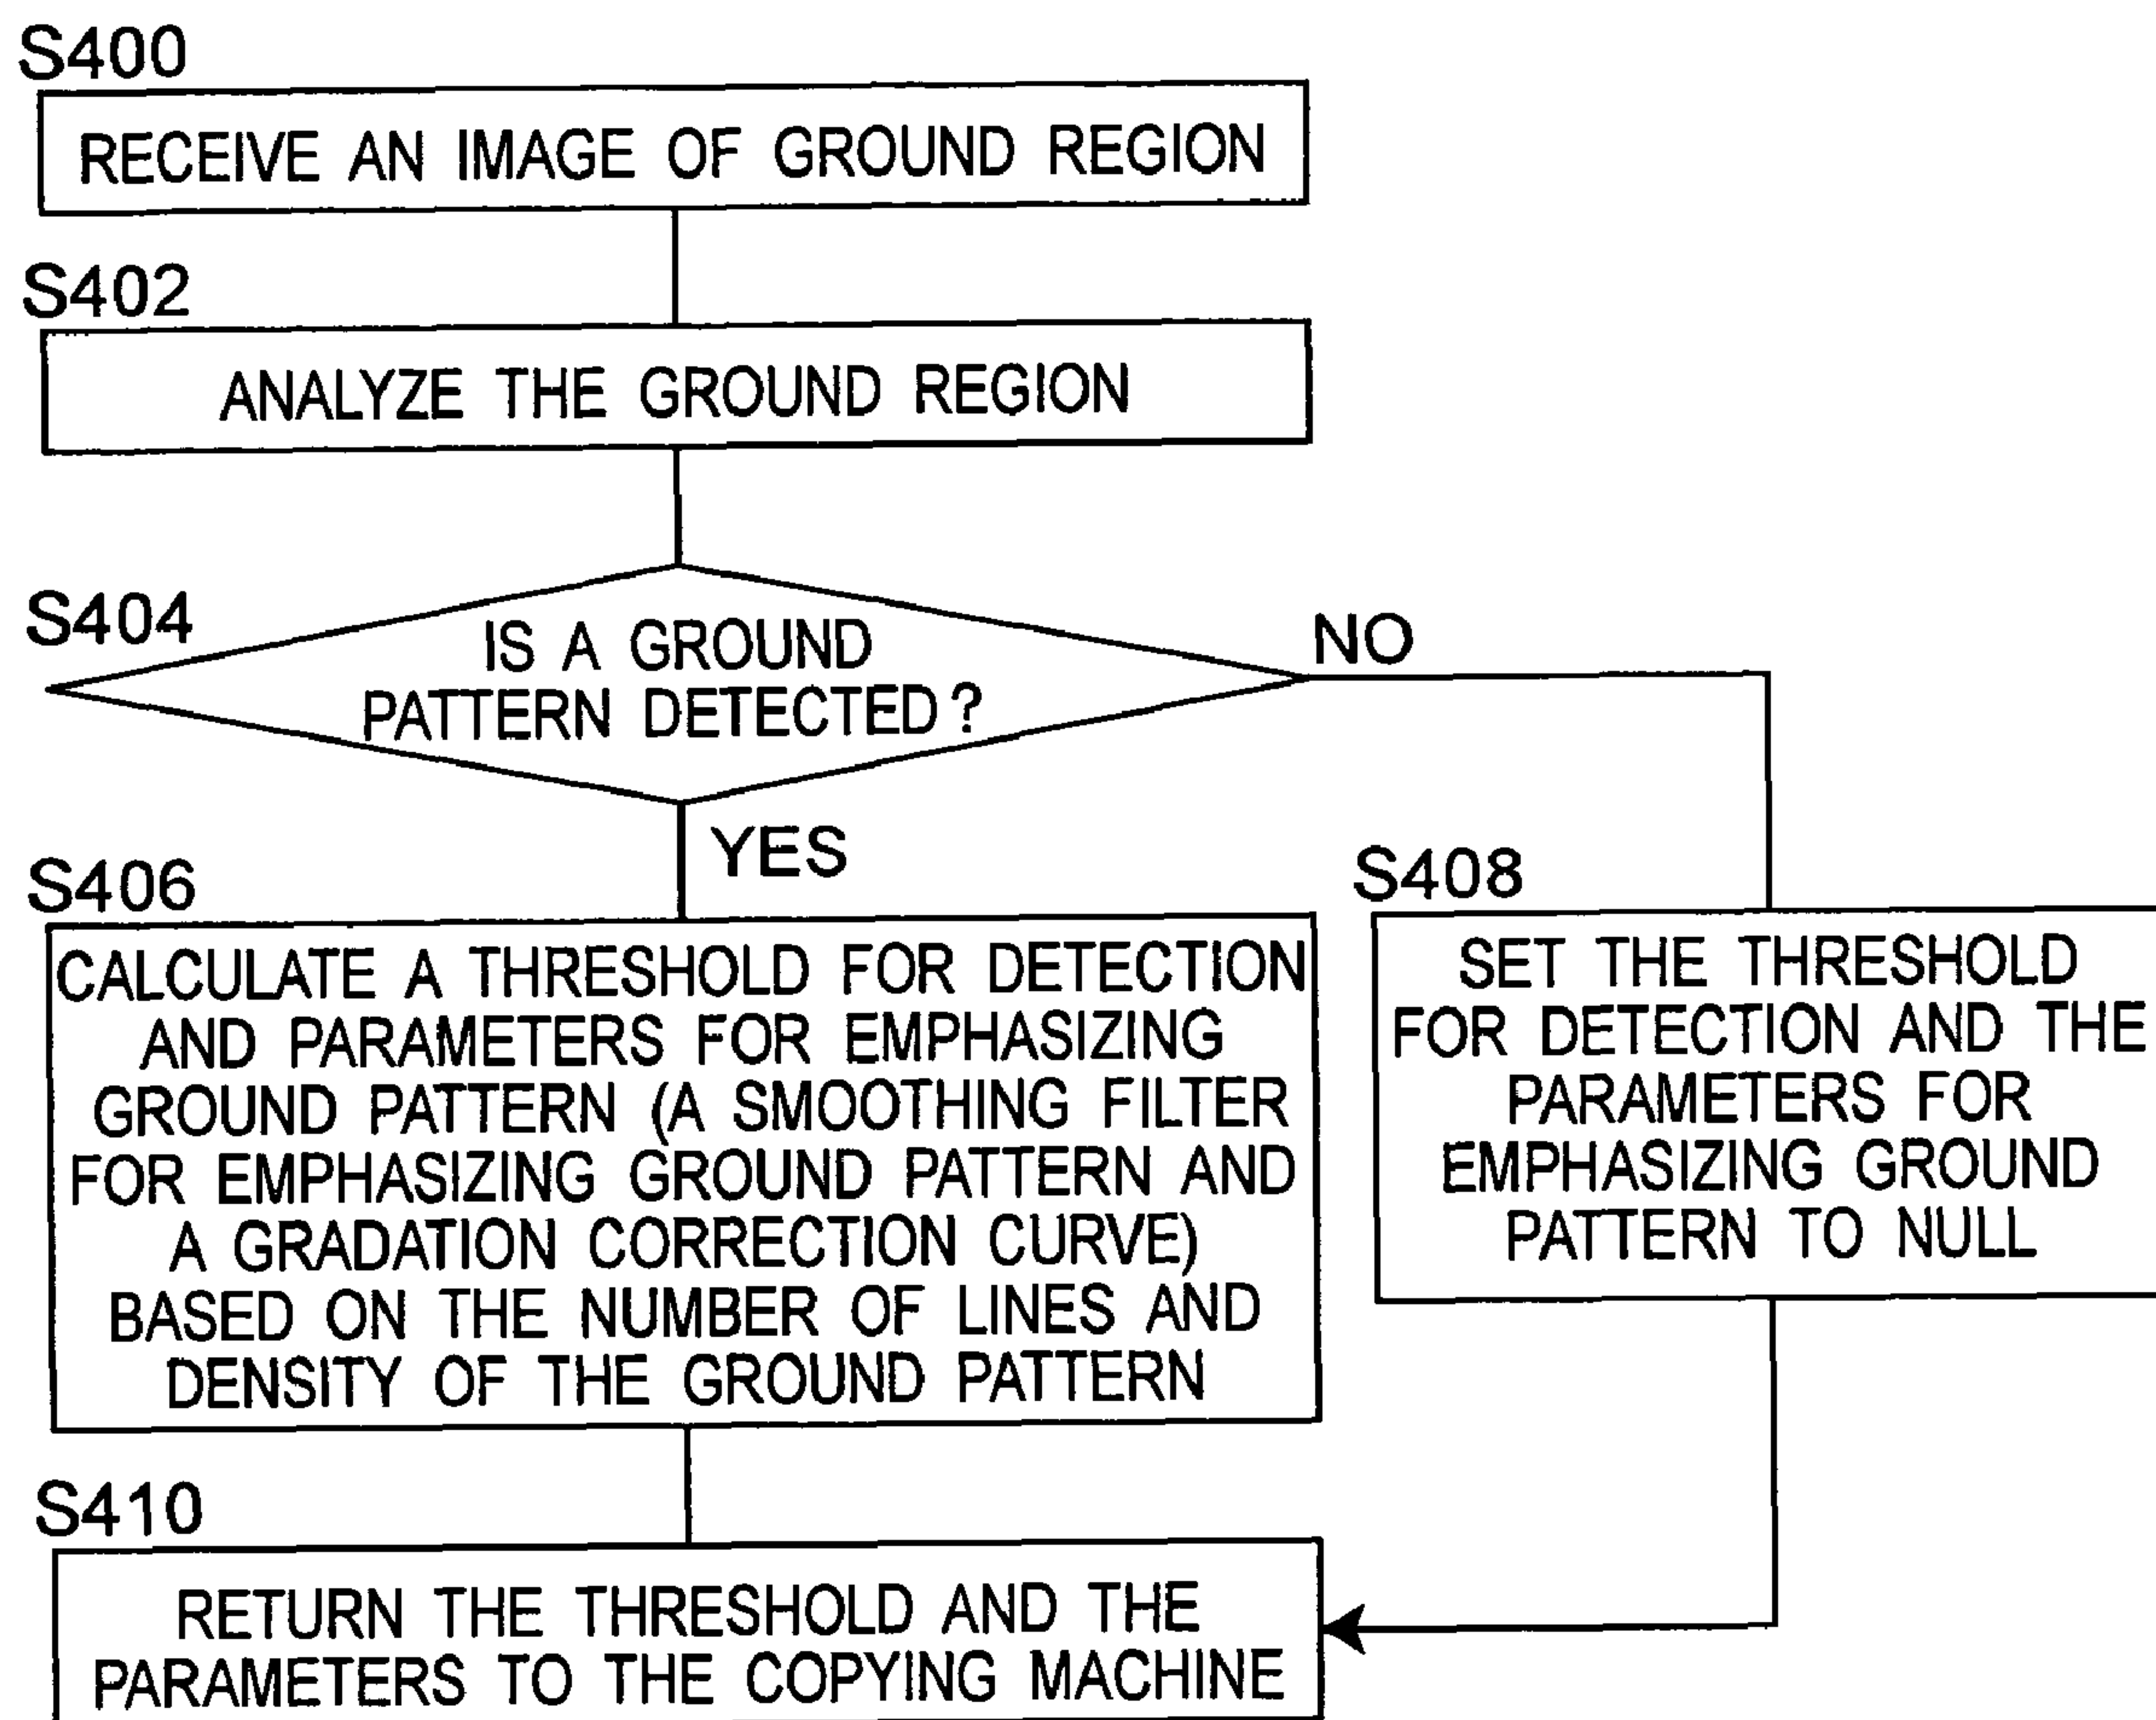 S400
RECEIVE AN IMAGE OF GROUND REGION
S402
ANALYZE THE GROUND REGION
S404
IS A GROUND
PATTERN DETECTED?
NO
YES
S406
CALCULATE A THRESHOLD FOR DETECTION
AND PARAMETERS FOR EMPHASIZING
GROUND PATTERN (A SMOOTHING FILTER
FOR EMPHASIZING GROUND PATTERN AND
A GRADATION CORRECTION CURVE)
BASED ON THE NUMBER OF LINES AND
DENSITY OF THE GROUND PATTERN
S408
SET THE THRESHOLD
FOR DETECTION AND THE
PARAMETERS FOR
EMPHASIZING GROUND
PATTERN TO NULL
S410
RETURN THE THRESHOLD AND THE
PARAMETERS TO THE COPYING MACHINE